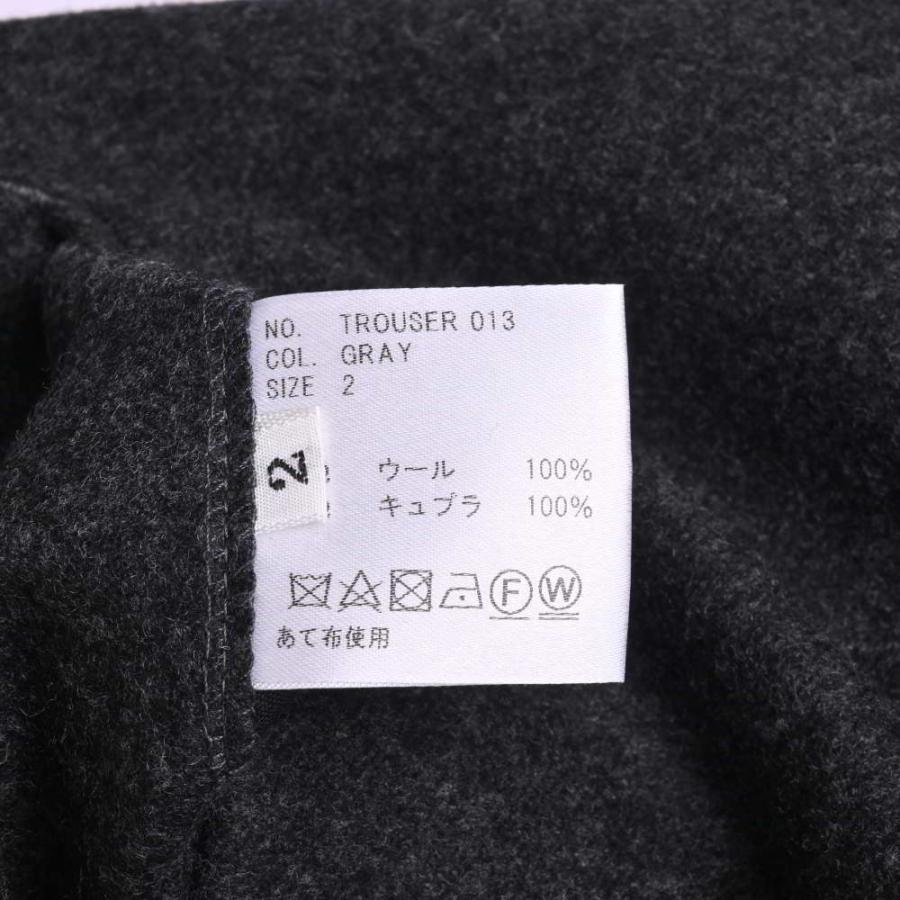 NO. TROUSER 013
COL. GRAY
SIZE 2
2
ウール 100%
キュプラ 100%
F W
あて布使用